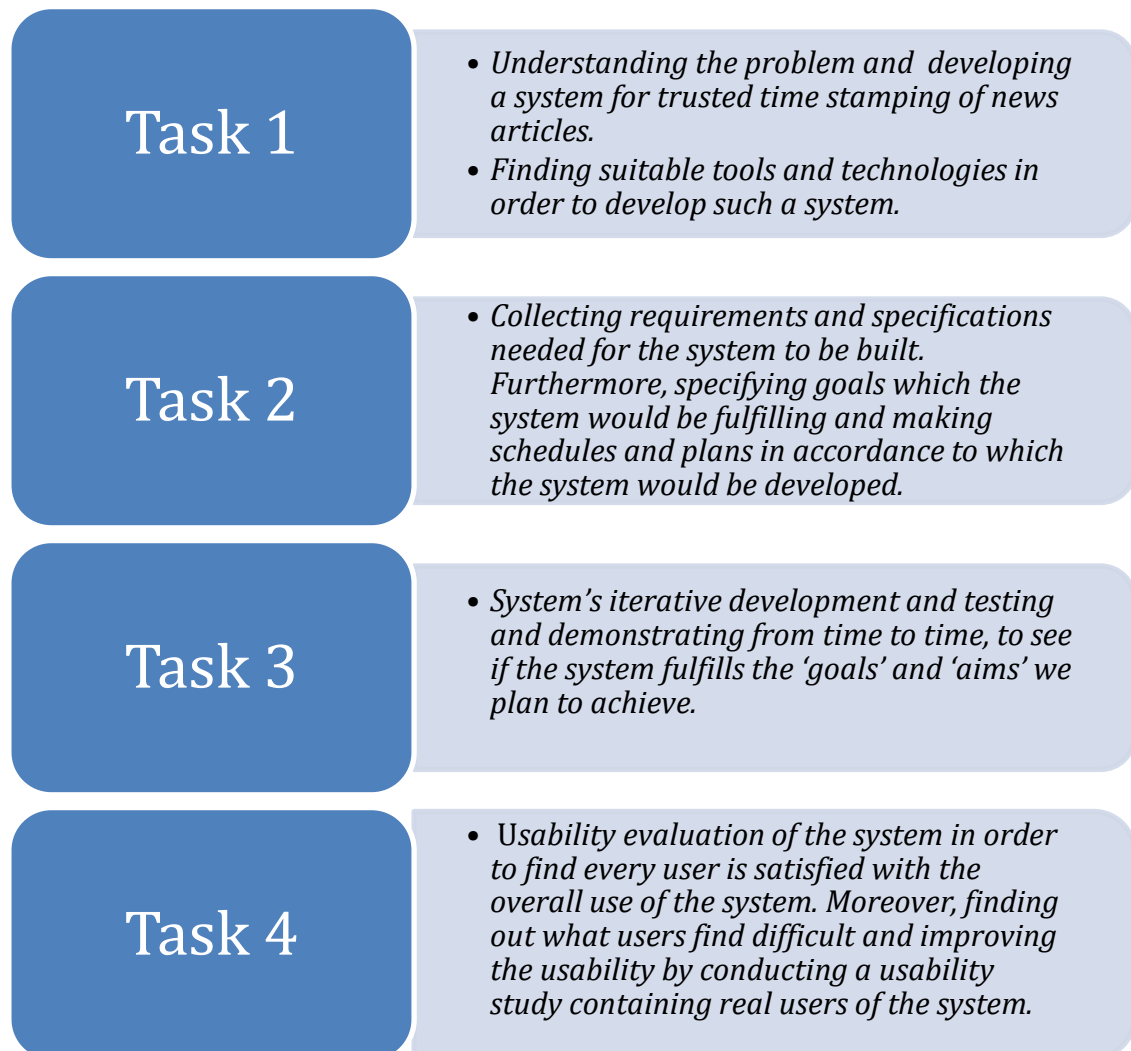 Task 1
• Understanding the problem and developing
a system for trusted time stamping of news
articles.
• Finding suitable tools and technologies in
order to develop such a system.
Task 2
• Collecting requirements and specifications
needed for the system to be built.
Furthermore, specifying goals which the
system would be fulfilling and making
schedules and plans in accordance to which
the system would be developed.
Task 3
• System’s iterative development and testing
and demonstrating from time to time, to see
if the system fulfills the ‘goals’ and ‘aims’ we
plan to achieve.
Task 4
• Usability evaluation of the system in order
to find every user is satisfied with the
overall use of the system. Moreover, finding
out what users find difficult and improving
the usability by conducting a usability
study containing real users of the system.